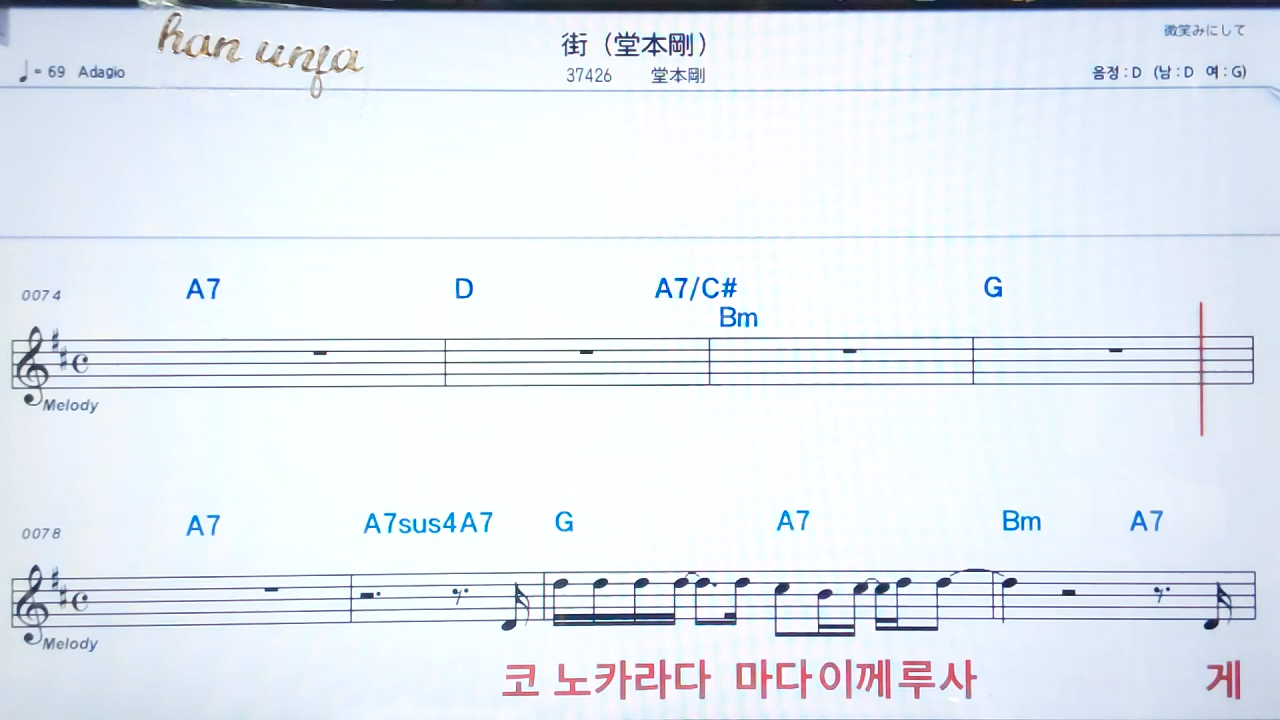 han unfa
街 (堂本剛)
微笑みにして
♩= 69 Adagio
37426 堂本剛
음정 : D (남 : D 여 : G)
0074 A7 D A7/C# G
Bm
Melody
0078 A7 A7sus4 A7 G A7 Bm A7
Melody
코 노카라다 마다이께루사 게